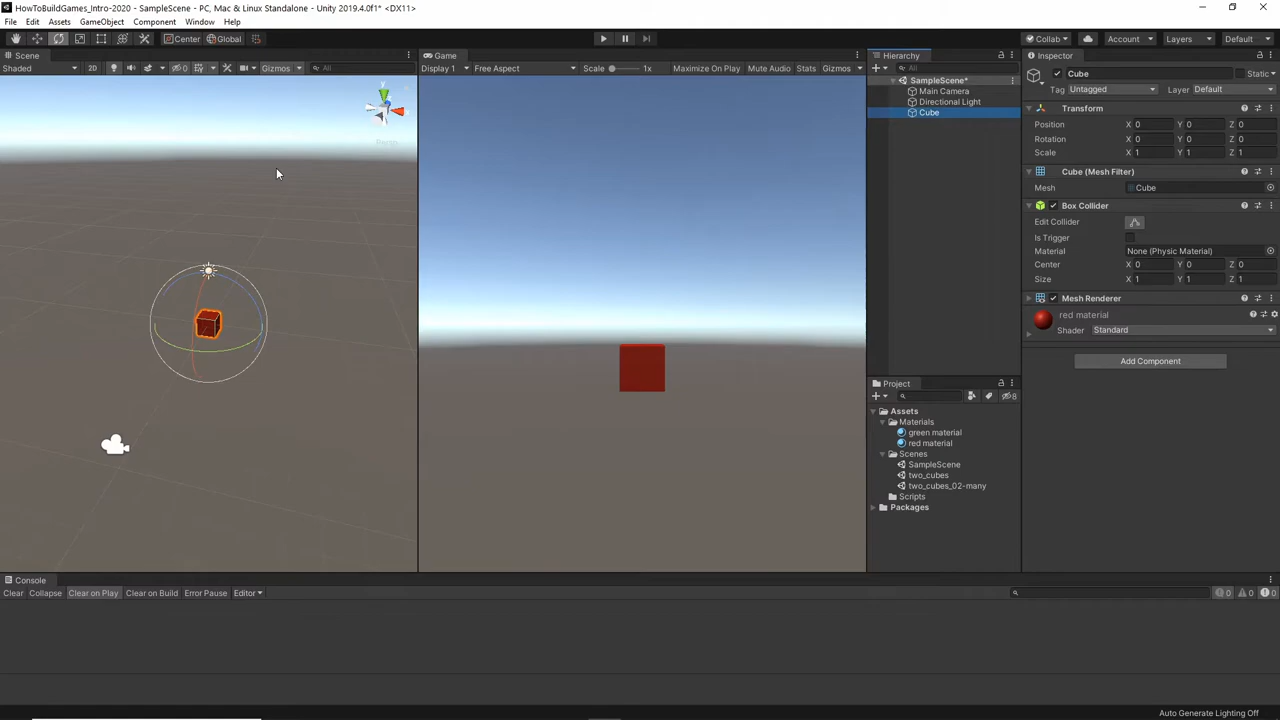 HowToBuildGames_Intro-2020 - SampleScene - PC, Mac & Linux Standalone - Unity 2019.4.0f1* <DX11>
File Edit Assets GameObject Component Window Help
Center Global Collab Account Layers Default
Scene
Shaded 2D 0 Gizmos All
y
Persp
Game
Display 1 Free Aspect Scale 1x Maximize On Play Mute Audio Stats Gizmos
Hierarchy
All
SampleScene*
Main Camera
Directional Light
Cube
Project
8
Assets
Materials
green material
red material
Scenes
SampleScene
two_cubes
two_cubes_02-many
Scripts
Packages
Inspector
Cube Static
Tag Untagged Layer Default
Transform
Position X 0 Y 0 Z 0
Rotation X 0 Y 0 Z 0
Scale X 1 Y 1 Z 1
Cube (Mesh Filter)
Mesh Cube
Box Collider
Edit Collider
Is Trigger
Material None (Physic Material)
Center X 0 Y 0 Z 0
Size X 1 Y 1 Z 1
Mesh Renderer
red material
Shader Standard
Add Component
Console
Clear Collapse Clear on Play Clear on Build Error Pause Editor 0 0 0
Auto Generate Lighting Off